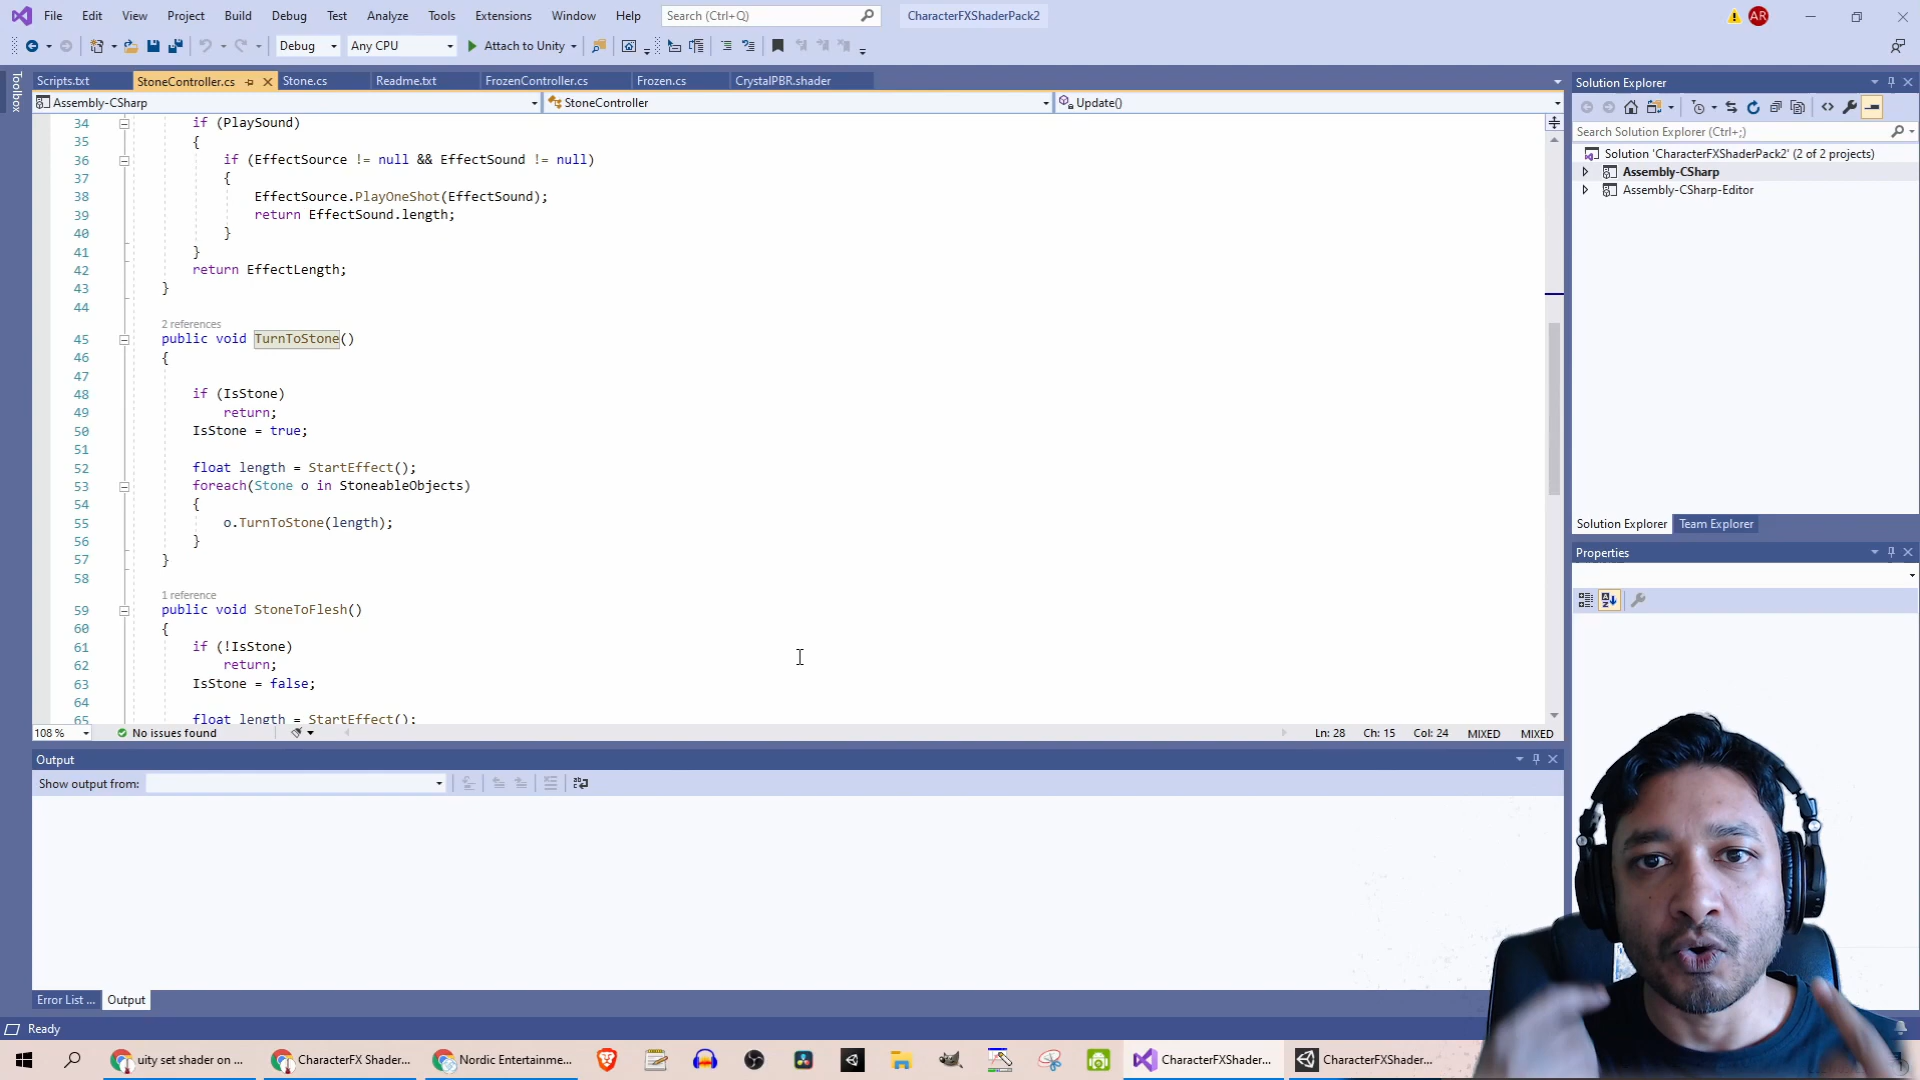 File Edit View Project Build Debug Test Analyze Tools Extensions Window Help Search (Ctrl+Q) CharacterFXShaderPack2 AR
Debug Any CPU Attach to Unity
Toolbox
Scripts.txt StoneController.cs Stone.cs Readme.txt FrozenController.cs Frozen.cs CrystalPBR.shader
Assembly-CSharp StoneController Update()
34 if (PlaySound)
35 {
36 if (EffectSource != null && EffectSound != null)
37 {
38 EffectSource.PlayOneShot(EffectSound);
39 return EffectSound.length;
40 }
41 }
42 return EffectLength;
43 }
44
2 references
45 public void TurnToStone()
46 {
47
48 if (IsStone)
49 return;
50 IsStone = true;
51
52 float length = StartEffect();
53 foreach(Stone o in StoneableObjects)
54 {
55 o.TurnToStone(length);
56 }
57 }
58
1 reference
59 public void StoneToFlesh()
60 {
61 if (!IsStone)
62 return;
63 IsStone = false;
64
65 float length = StartEffect();
108 % No issues found Ln: 28 Ch: 15 Col: 24 MIXED MIXED
Output
Show output from:
Error List ... Output
Ready
Solution Explorer
Search Solution Explorer (Ctrl+;)
Solution 'CharacterFXShaderPack2' (2 of 2 projects)
Assembly-CSharp
Assembly-CSharp-Editor
Solution Explorer Team Explorer
Properties
uity set shader on ... CharacterFX Shader... Nordic Entertainme... CharacterFXShader... CharacterFXShader...